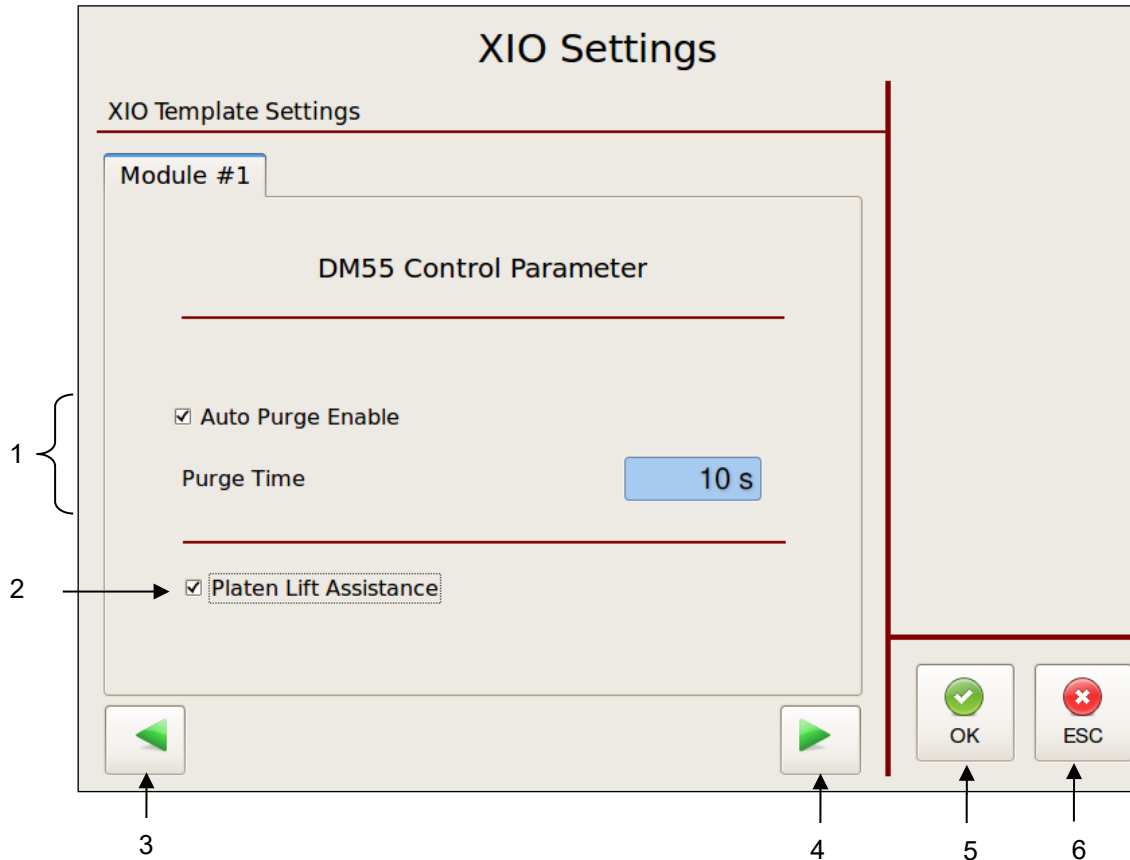 XIO Settings
XIO Template Settings
Module #1
DM55 Control Parameter
1
Auto Purge Enable
Purge Time
10 s
2
Platen Lift Assistance
OK
ESC
3
4
5
6